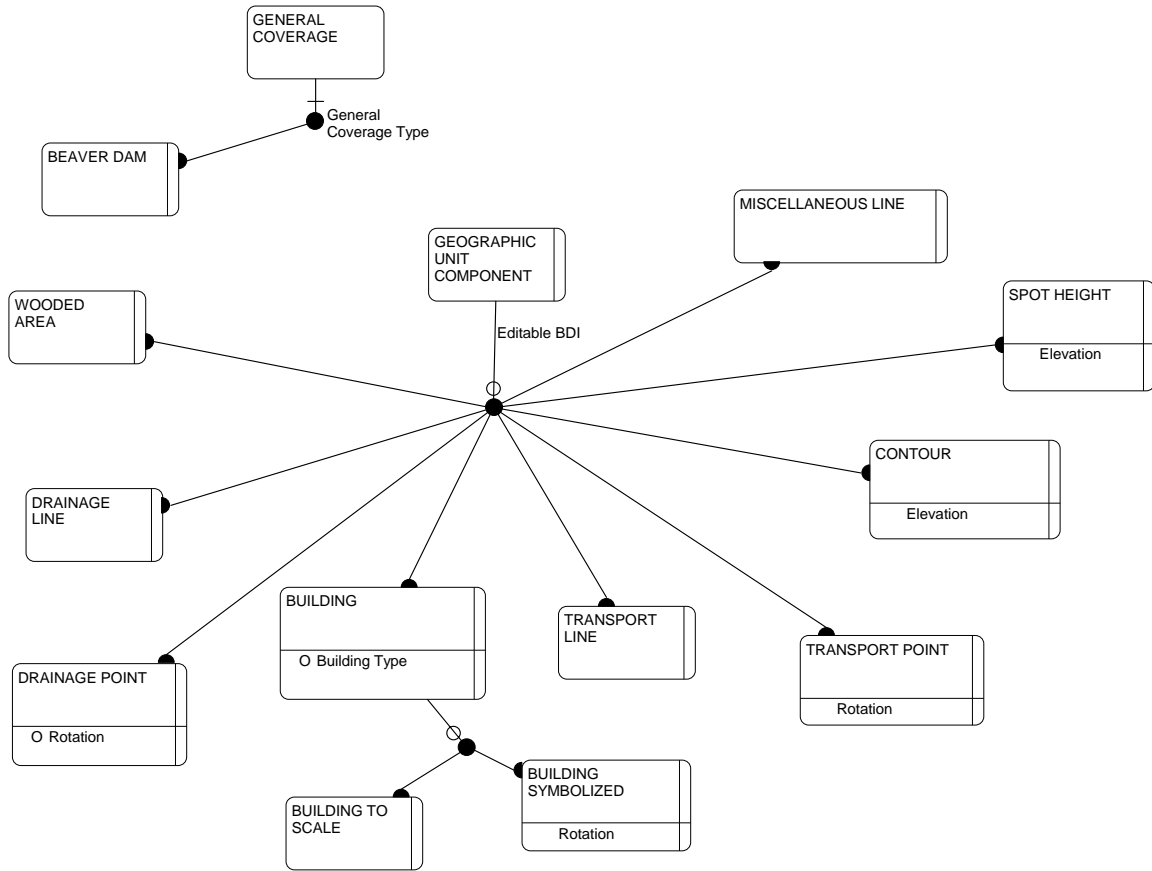 GENERAL
COVERAGE
General
Coverage Type
BEAVER DAM
MISCELLANEOUS LINE
GEOGRAPHIC
UNIT
COMPONENT
Editable BDI
WOODED
AREA
SPOT HEIGHT
Elevation
CONTOUR
Elevation
DRAINAGE
LINE
BUILDING
O Building Type
TRANSPORT
LINE
TRANSPORT POINT
Rotation
DRAINAGE POINT
O Rotation
BUILDING TO
SCALE
BUILDING
SYMBOLIZED
Rotation